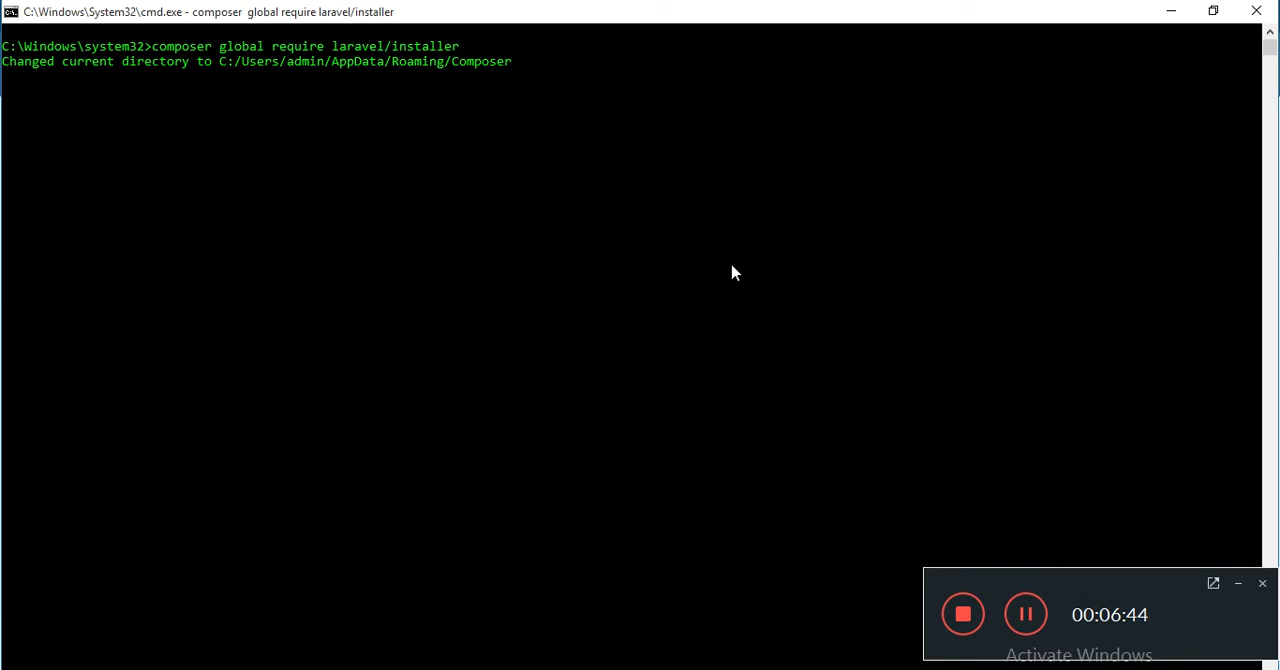 C:\Windows\System32\cmd.exe - composer  global require laravel/installer
C:\Windows\system32>composer global require laravel/installer
Changed current directory to C:/Users/admin/AppData/Roaming/Composer
00:06:44
Activate Windows